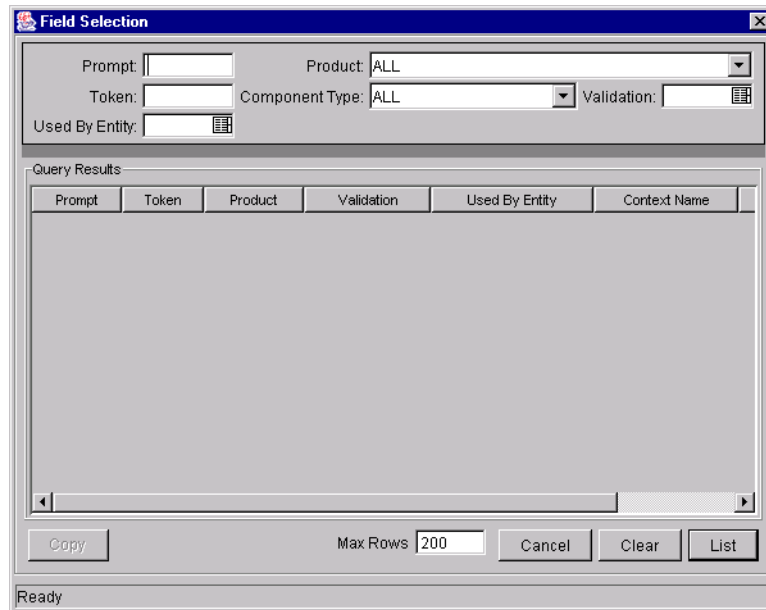 Field Selection
Prompt: Product: ALL
Token: Component Type: ALL Validation:
Used By Entity:
Query Results
Prompt Token Product Validation Used By Entity Context Name
Copy Max Rows 200 Cancel Clear List
Ready